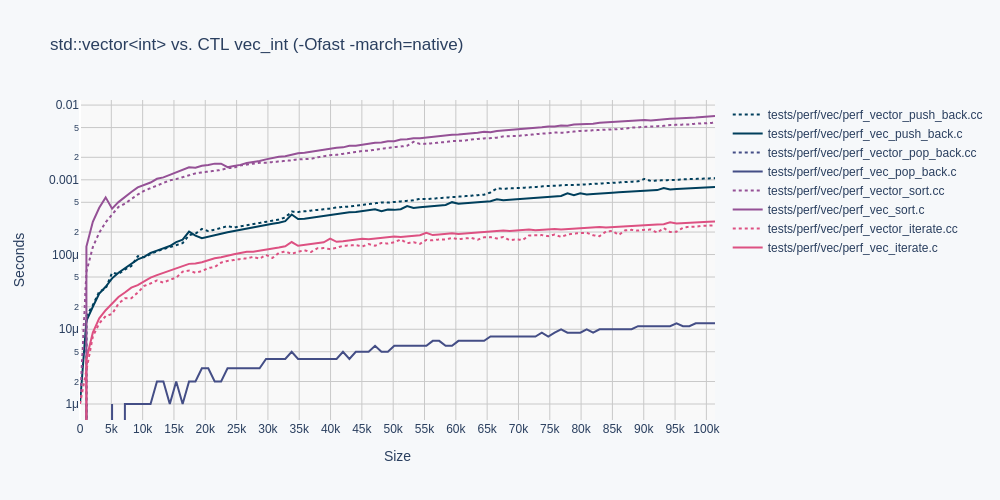 std::vector<int> vs. CTL vec_int (-Ofast -march=native)
0.01
5
2
0.001
5
2
100μ
5
2
10μ
5
2
1μ
Seconds
0 5k 10k 15k 20k 25k 30k 35k 40k 45k 50k 55k 60k 65k 70k 75k 80k 85k 90k 95k 100k
Size
tests/perf/vec/perf_vector_push_back.cc
tests/perf/vec/perf_vec_push_back.c
tests/perf/vec/perf_vector_pop_back.cc
tests/perf/vec/perf_vec_pop_back.c
tests/perf/vec/perf_vector_sort.cc
tests/perf/vec/perf_vec_sort.c
tests/perf/vec/perf_vector_iterate.cc
tests/perf/vec/perf_vec_iterate.c